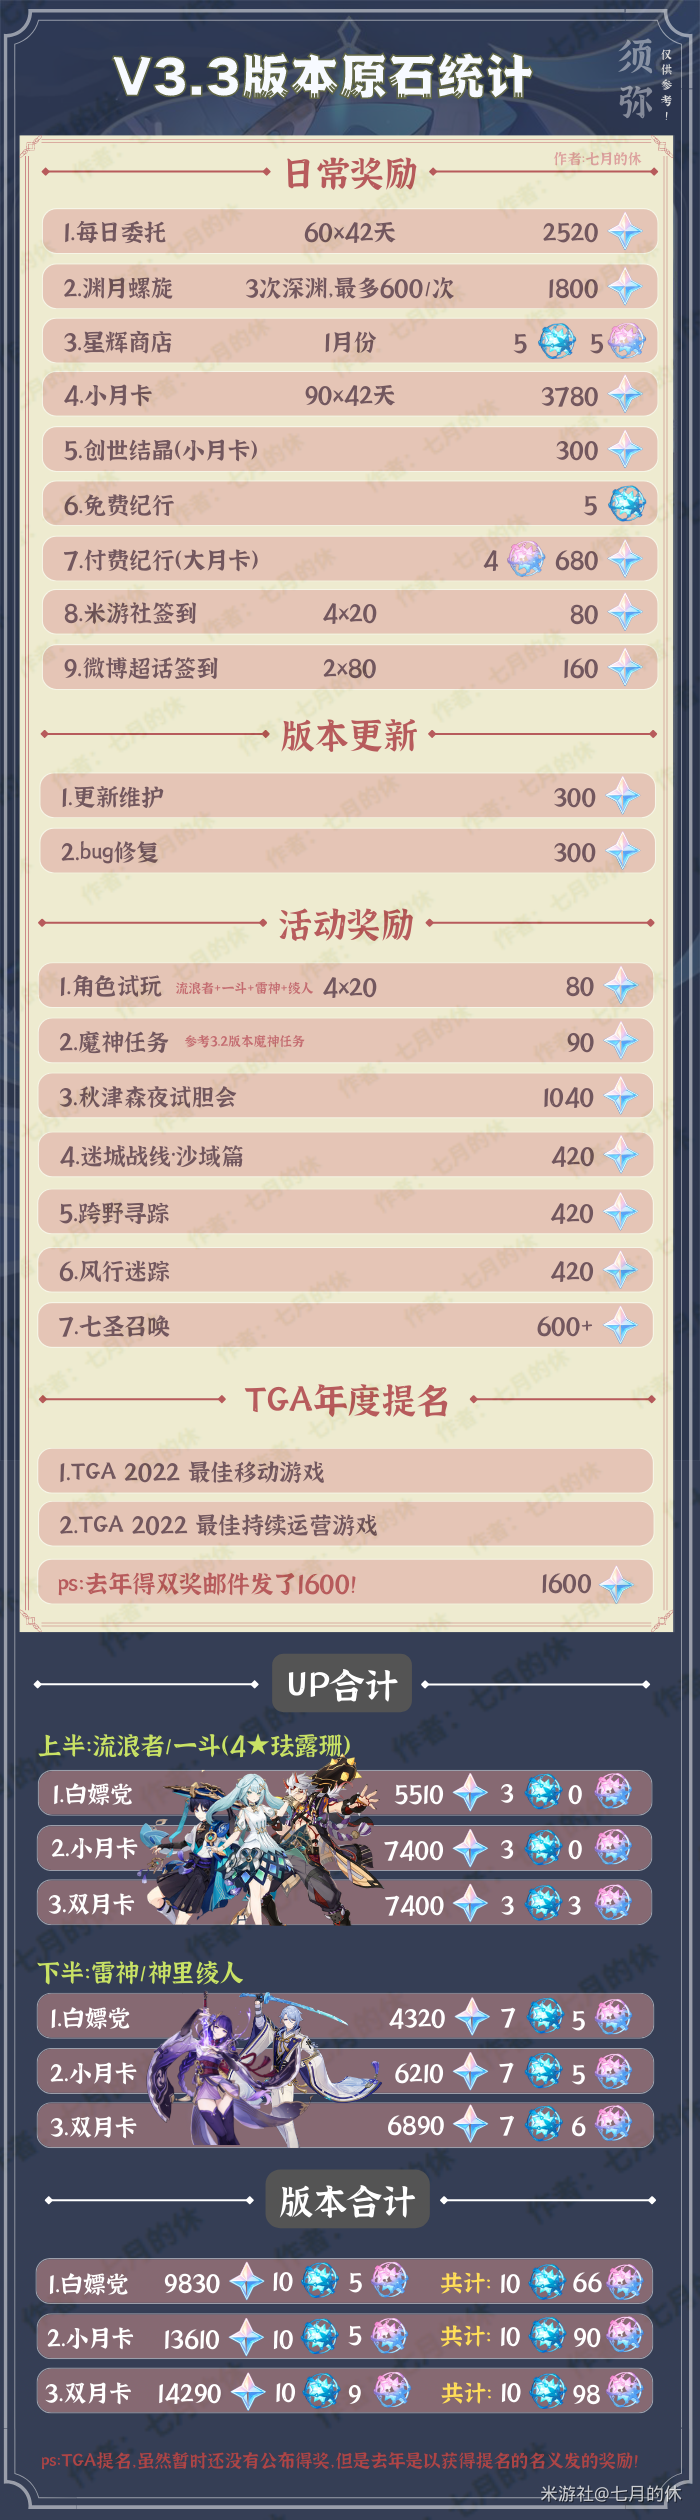 V3.3版本原石统计
须弥
仅供参考!
作者:七月的休
日常奖励
1.每日委托 60×42天 2520
2.渊月螺旋 3次深渊,最多600/次 1800
3.星辉商店 1月份 5 5
4.小月卡 90×42天 3780
5.创世结晶(小月卡) 300
6.免费纪行 5
7.付费纪行(大月卡) 4 680
8.米游社签到 4×20 80
9.微博超话签到 2×80 160
版本更新
1.更新维护 300
2.bug修复 300
活动奖励
1.角色试玩 流浪者+一斗+雷神+绫人 4×20 80
2.魔神任务 参考3.2版本魔神任务 90
3.秋津森夜试胆会 1040
4.迷城战线·沙域篇 420
5.跨野寻踪 420
6.风行迷踪 420
7.七圣召唤 600+
TGA年度提名
1.TGA 2022 最佳移动游戏
2.TGA 2022 最佳持续运营游戏
ps:去年得双奖邮件发了1600! 1600
UP合计
上半:流浪者/一斗(4★珐露珊)
1.白嫖党 5510 3 0
2.小月卡 7400 3 0
3.双月卡 7400 3 3
下半:雷神/神里绫人
1.白嫖党 4320 7 5
2.小月卡 6210 7 5
3.双月卡 6890 7 6
版本合计
1.白嫖党 9830 10 5 共计: 10 66
2.小月卡 13610 10 5 共计: 10 90
3.双月卡 14290 10 9 共计: 10 98
ps:TGA提名,虽然暂时还没有公布得奖,但是去年是以获得提名的名义发的奖励!
米游社@七月的休